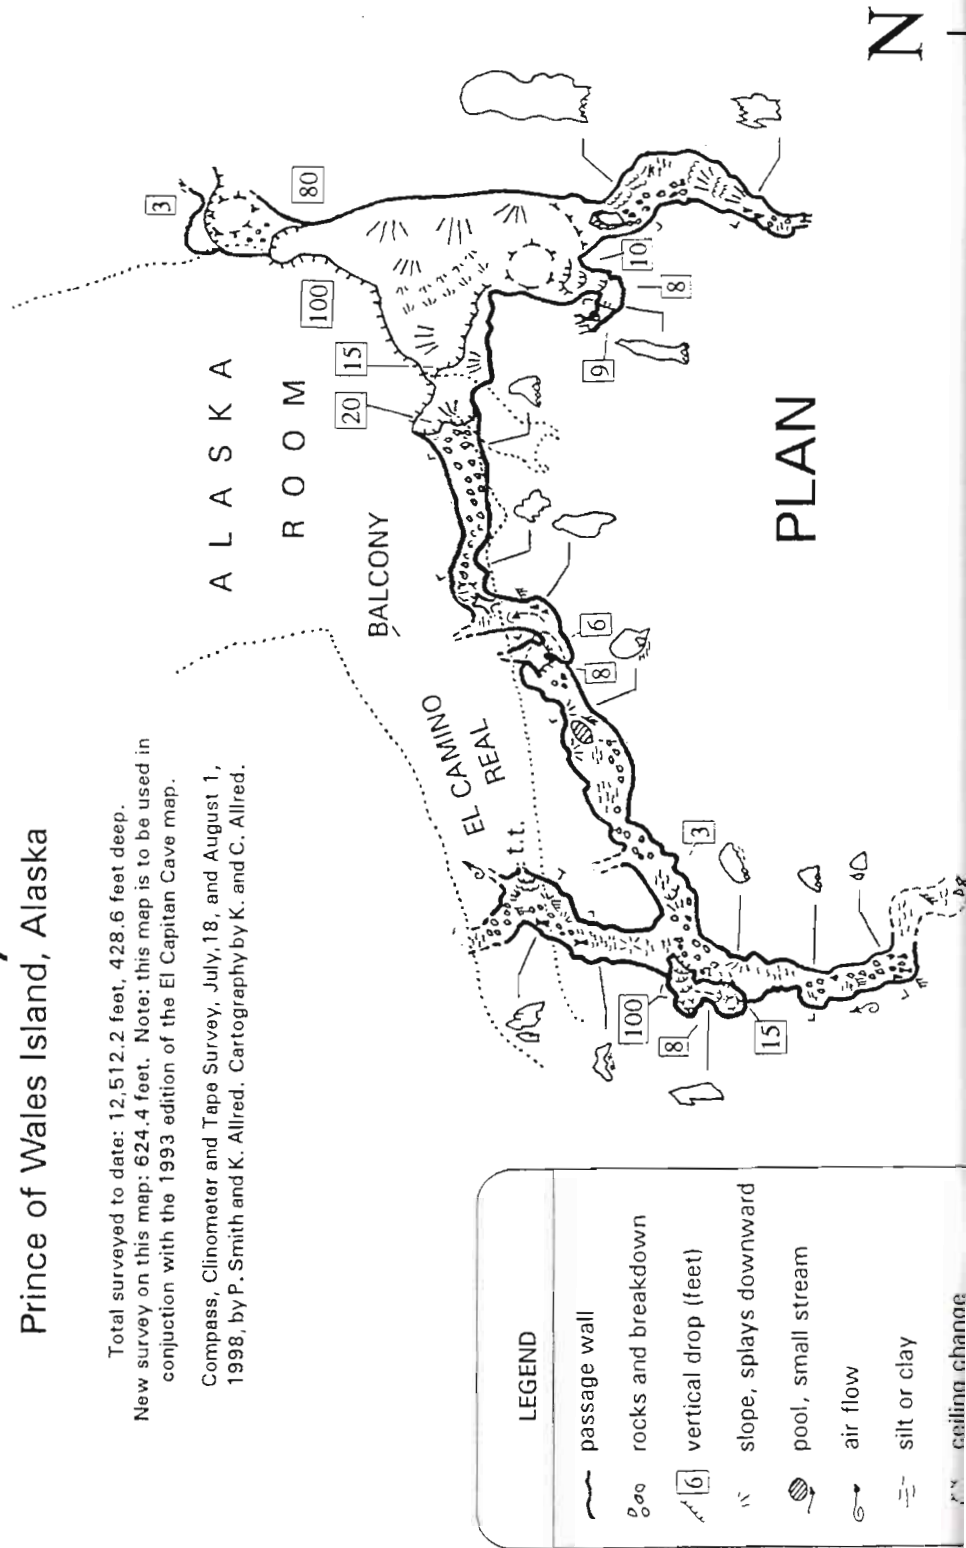 Prince of Wales Island, Alaska
Total surveyed to date: 12,512.2 feet, 428.6 feet deep.
New survey on this map: 624.4 feet. Note: this map is to be used in
conjuction with the 1993 edition of the El Capitan Cave map.
Compass, Clinometer and Tape Survey, July,18, and August 1,
1998, by P. Smith and K. Allred. Cartography by K. and C. Allred.
ALASKA
ROOM
BALCONY
EL CAMINO
REAL
t.t.
3
80
100
15
20
10
8
9
6
8
3
100
8
15
PLAN
N
LEGEND
passage wall
rocks and breakdown
6 vertical drop (feet)
slope, splays downward
pool, small stream
air flow
silt or clay
ceiling change